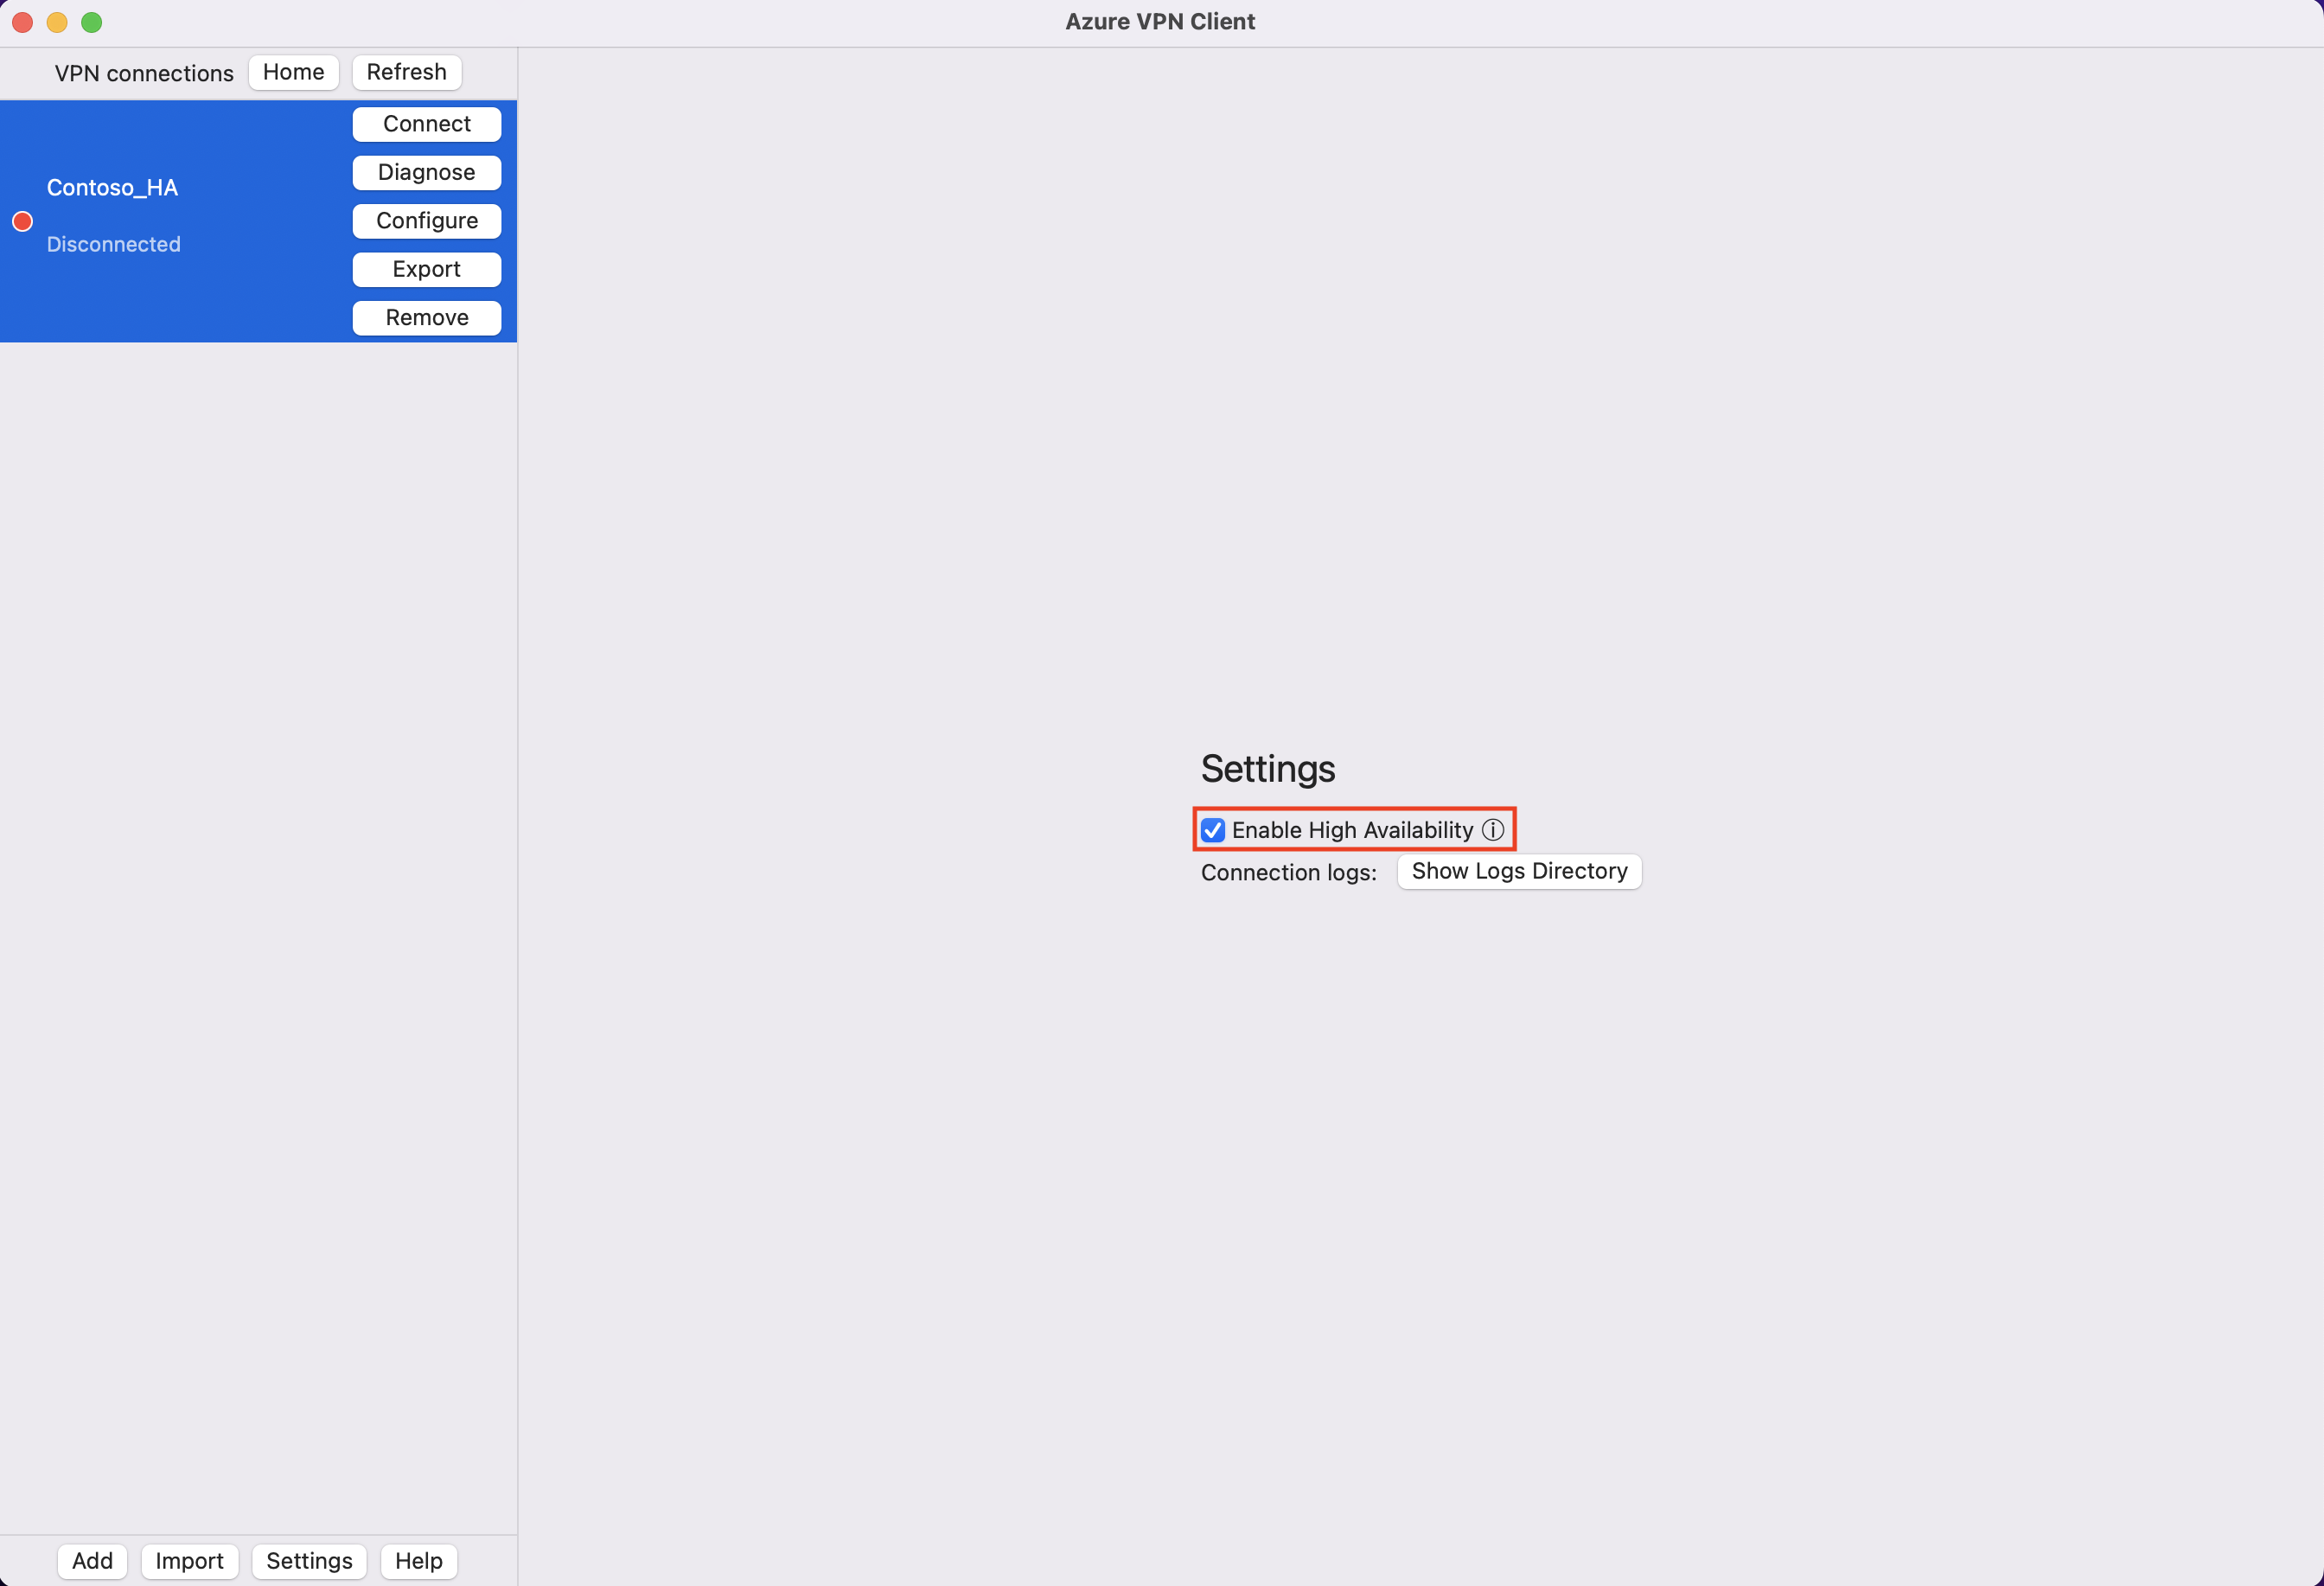 Azure VPN Client
VPN connections Home Refresh
Connect
Diagnose
Contoso_HA
Configure
Disconnected
Export
Remove
Settings
Enable High Availability ⓘ
Connection logs: Show Logs Directory
Add Import Settings Help